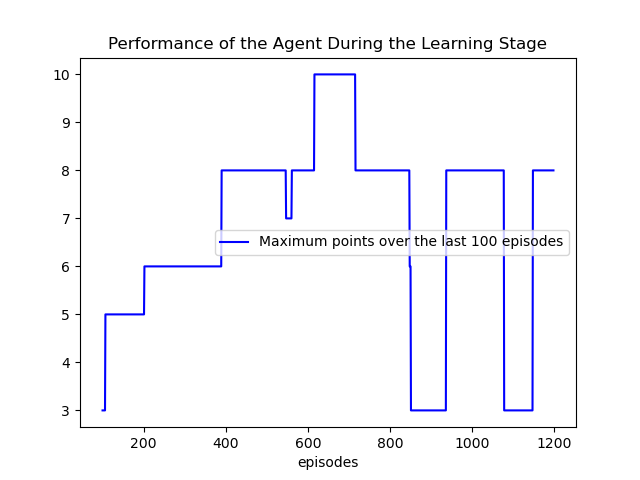 Performance of the Agent During the Learning Stage
10
9
8
7
6
5
4
3
Maximum points over the last 100 episodes
200 400 600 800 1000 1200
episodes